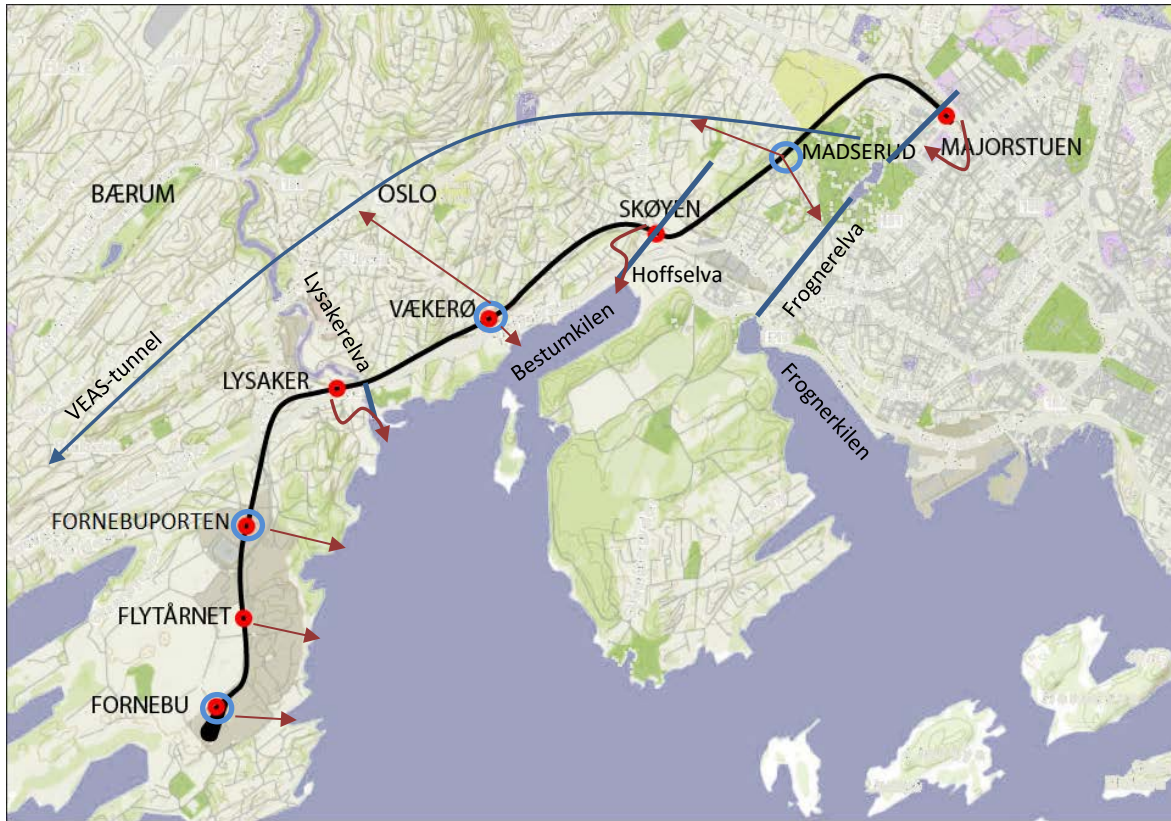 MADSERUD
MAJORSTUEN
BÆRUM
OSLO
SKØYEN
Hoffselva
Frognerelva
Lysakerelva
VÆKERØ
Bestumkilen
VEAS-tunnel
LYSAKER
Frognerkilen
FORNEBUPORTEN
FLYTÅRNET
FORNEBU